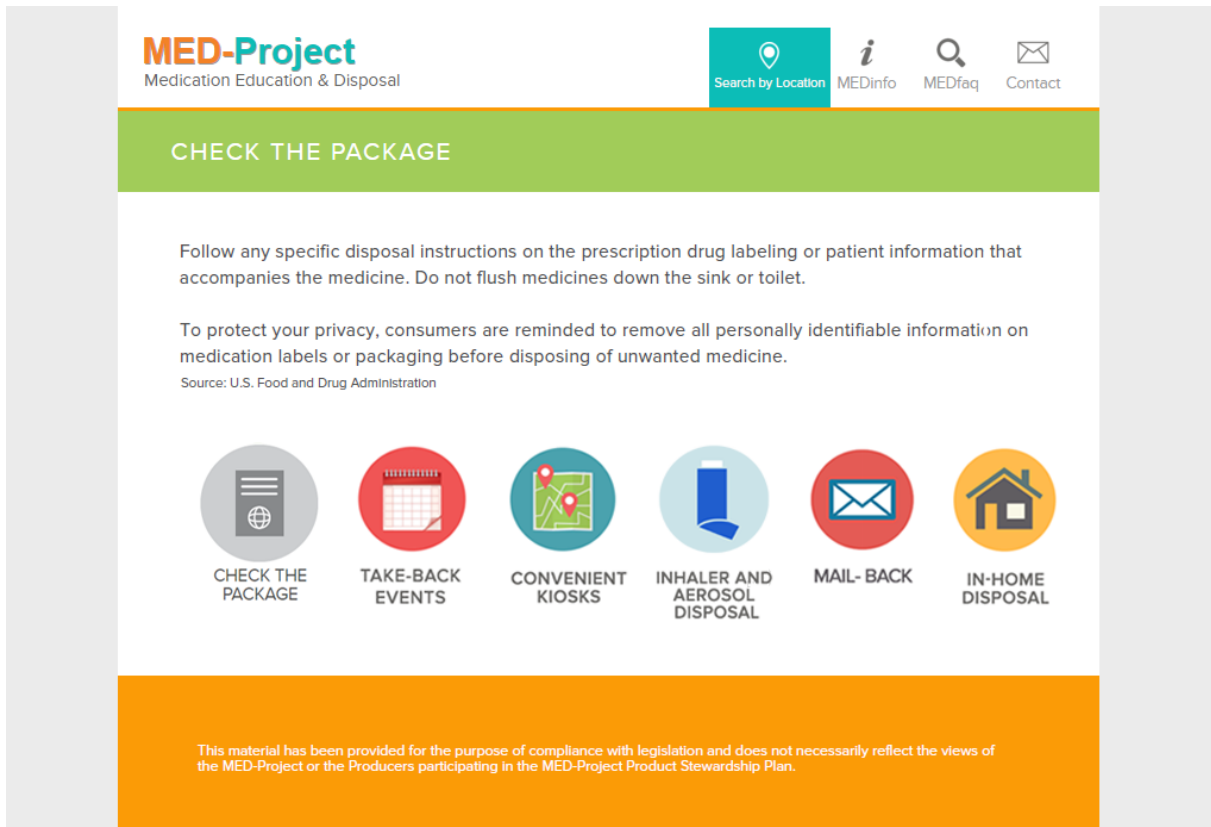 MED-Project
Medication Education & Disposal
Search by Location
MEDinfo
MEDfaq
Contact
CHECK THE PACKAGE
Follow any specific disposal instructions on the prescription drug labeling or patient information that
accompanies the medicine. Do not flush medicines down the sink or toilet.
To protect your privacy, consumers are reminded to remove all personally identifiable information on
medication labels or packaging before disposing of unwanted medicine.
Source: U.S. Food and Drug Administration
CHECK THE
PACKAGE
TAKE-BACK
EVENTS
CONVENIENT
KIOSKS
INHALER AND
AEROSOL
DISPOSAL
MAIL- BACK
IN-HOME
DISPOSAL
This material has been provided for the purpose of compliance with legislation and does not necessarily reflect the views of
the MED-Project or the Producers participating in the MED-Project Product Stewardship Plan.